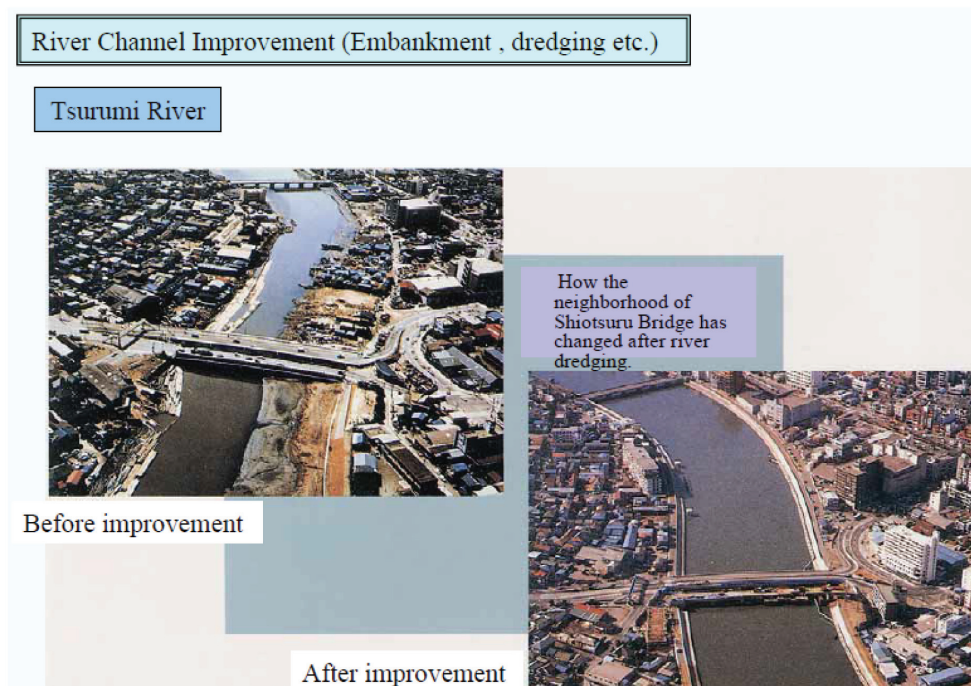 River Channel Improvement (Embankment , dredging etc.)
Tsurumi River
How the
neighborhood of
Shiotsuru Bridge has
changed after river
dredging.
Before improvement
After improvement